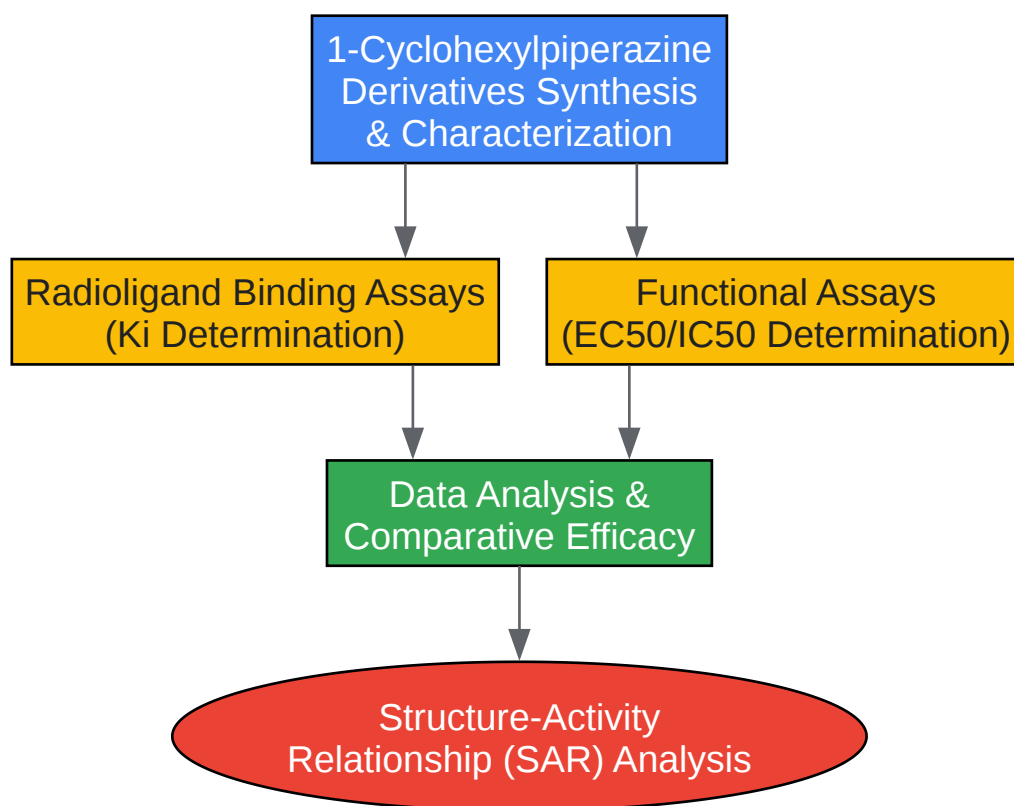 1-Cyclohexylpiperazine
Derivatives Synthesis
& Characterization
Radioligand Binding Assays
(Ki Determination)
Functional Assays
(EC50/IC50 Determination)
Data Analysis &
Comparative Efficacy
Structure-Activity
Relationship (SAR) Analysis